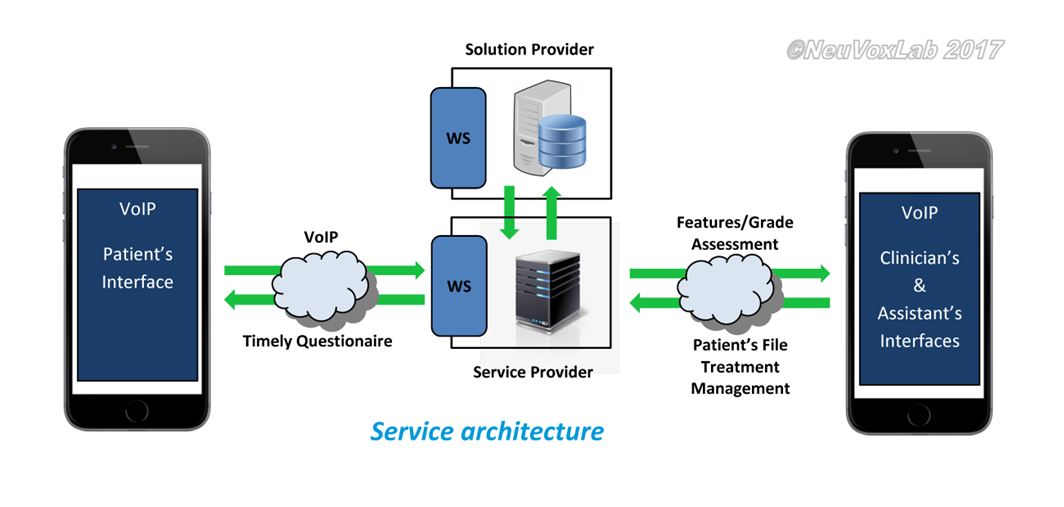 Solution Provider
©NeuVoxLab 2017
WS
VoIP
Patient's
Interface
VoIP
Timely Questionaire
WS
Service Provider
Features/Grade
Assessment
Patient's File
Treatment
Management
VoIP
Clinician's
&
Assistant's
Interfaces
Service architecture